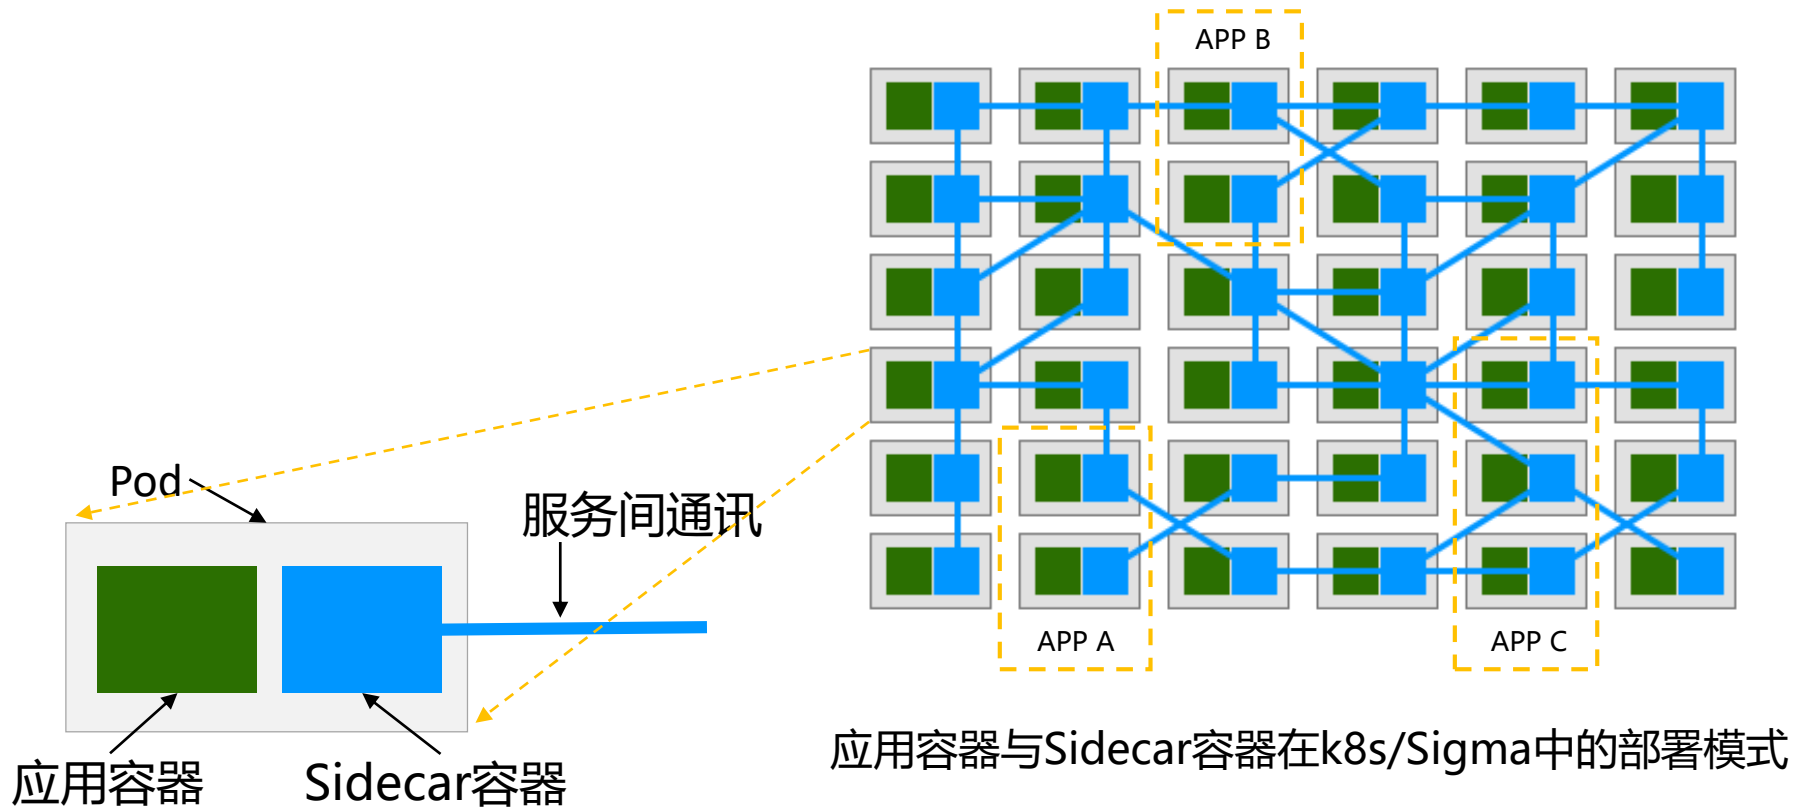 APP B
Pod
服务间通讯
APP A
APP C
应用容器
Sidecar容器
应用容器与Sidecar容器在k8s/Sigma中的部署模式